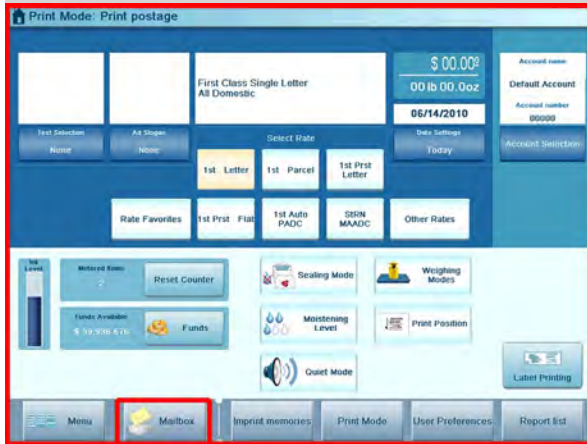 Print Mode: Print postage
First Class Single Letter
All Domestic
$ 00.00⁰
00 lb 00.0oz
06/14/2010
Account name
Default Account
Account number
00000
Text Selection
None
Ad Slogan
None
Select Rate
Date Settings
Today
Account Selection
1st Letter
1st Parcel
1st Prst
Letter
Rate Favorites
1st Prst Flat
1st Auto
PADC
StRN
MAADC
Other Rates
Ink
Level
Metered Items
2
Reset Counter
Funds Available
Funds
Sealing Mode
Weighing
Modes
Moistening
Level
Print Position
Quiet Mode
Label Printing
Menu
Mailbox
Imprint memories
Print Mode
User Preferences
Report list